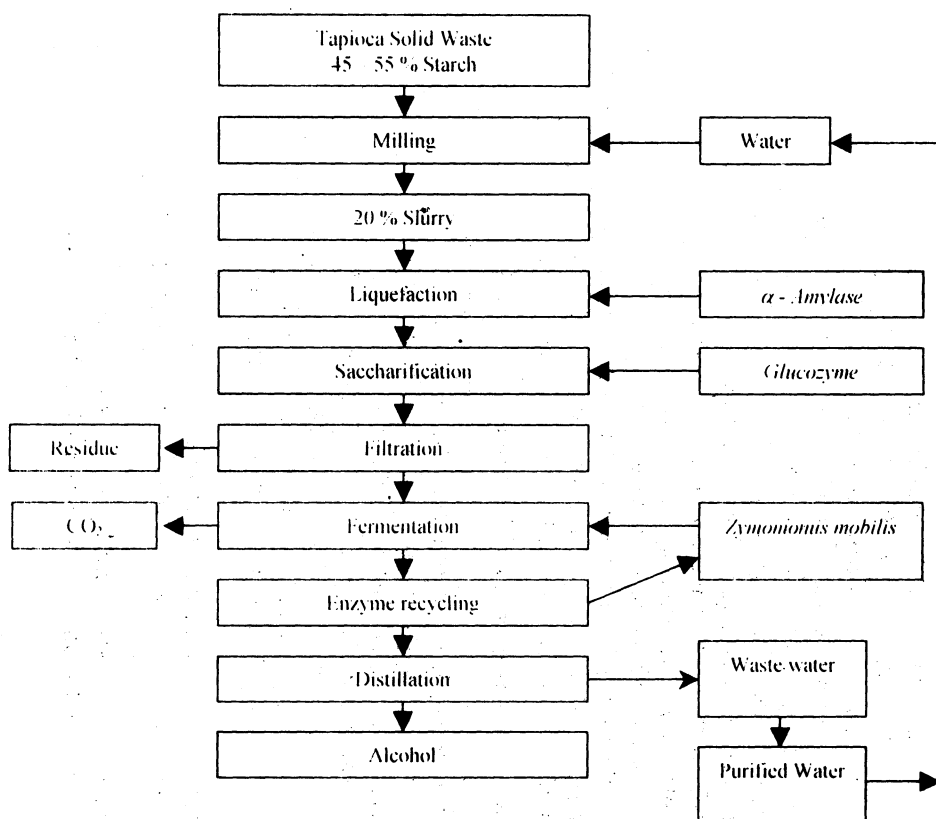 Tapioca Solid Waste
45 - 55 % Starch
Milling
Water
20 % Slurry
Liquefaction
α - Amylase
Saccharification
Glucozyme
Residue
Filtration
CO₂
Fermentation
Zymonionus mobilis
Enzyme recycling
Distillation
Waste water
Alcohol
Purified Water